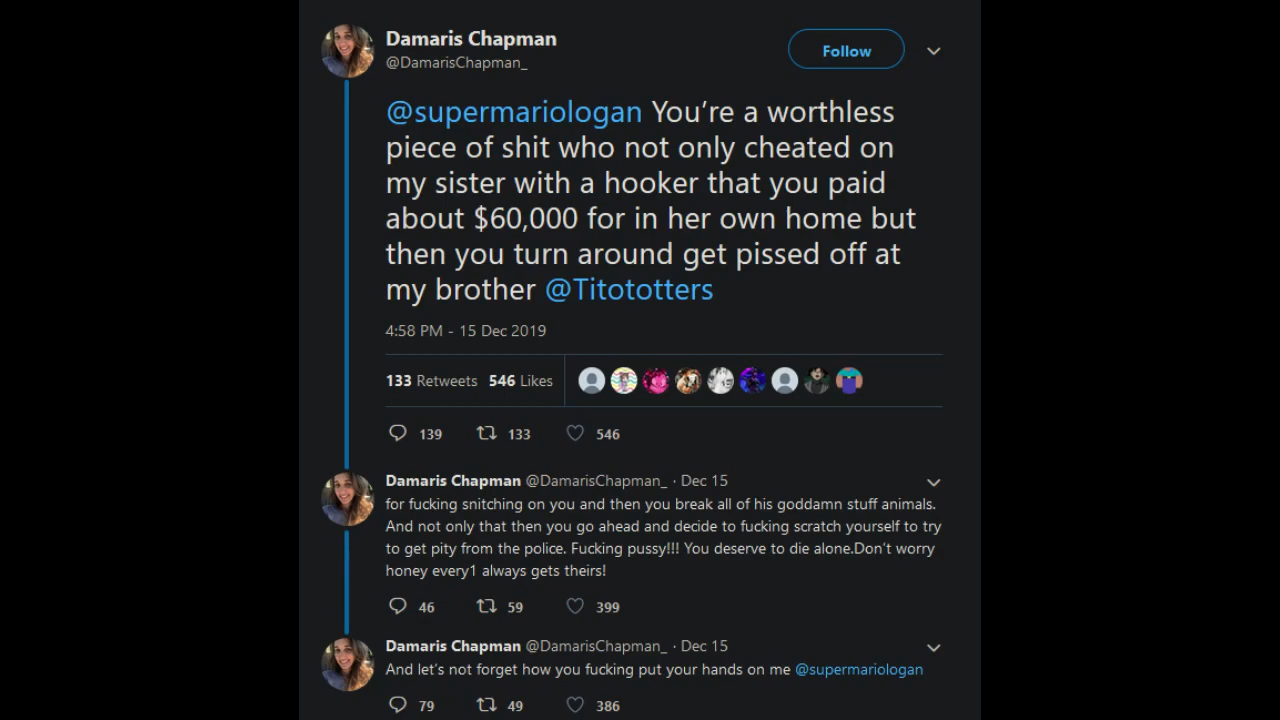 Damaris Chapman
@DamarisChapman_
Follow
@supermariologan You’re a worthless
piece of shit who not only cheated on
my sister with a hooker that you paid
about $60,000 for in her own home but
then you turn around get pissed off at
my brother @Titototters
4:58 PM - 15 Dec 2019
133 Retweets 546 Likes
139 133 546
Damaris Chapman @DamarisChapman_ · Dec 15
for fucking snitching on you and then you break all of his goddamn stuff animals.
And not only that then you go ahead and decide to fucking scratch yourself to try
to get pity from the police. Fucking pussy!!! You deserve to die alone.Don’t worry
honey every1 always gets theirs!
46 59 399
Damaris Chapman @DamarisChapman_ · Dec 15
And let’s not forget how you fucking put your hands on me @supermariologan
79 49 386